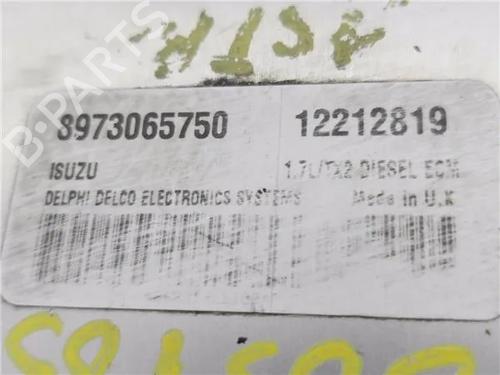 B-PARTS
8973065750 12212819
ISUZU 1.7L/TX2 DIESEL ECM
DELPHI DELCO ELECTRONICS SYSTEMS Made in U.K